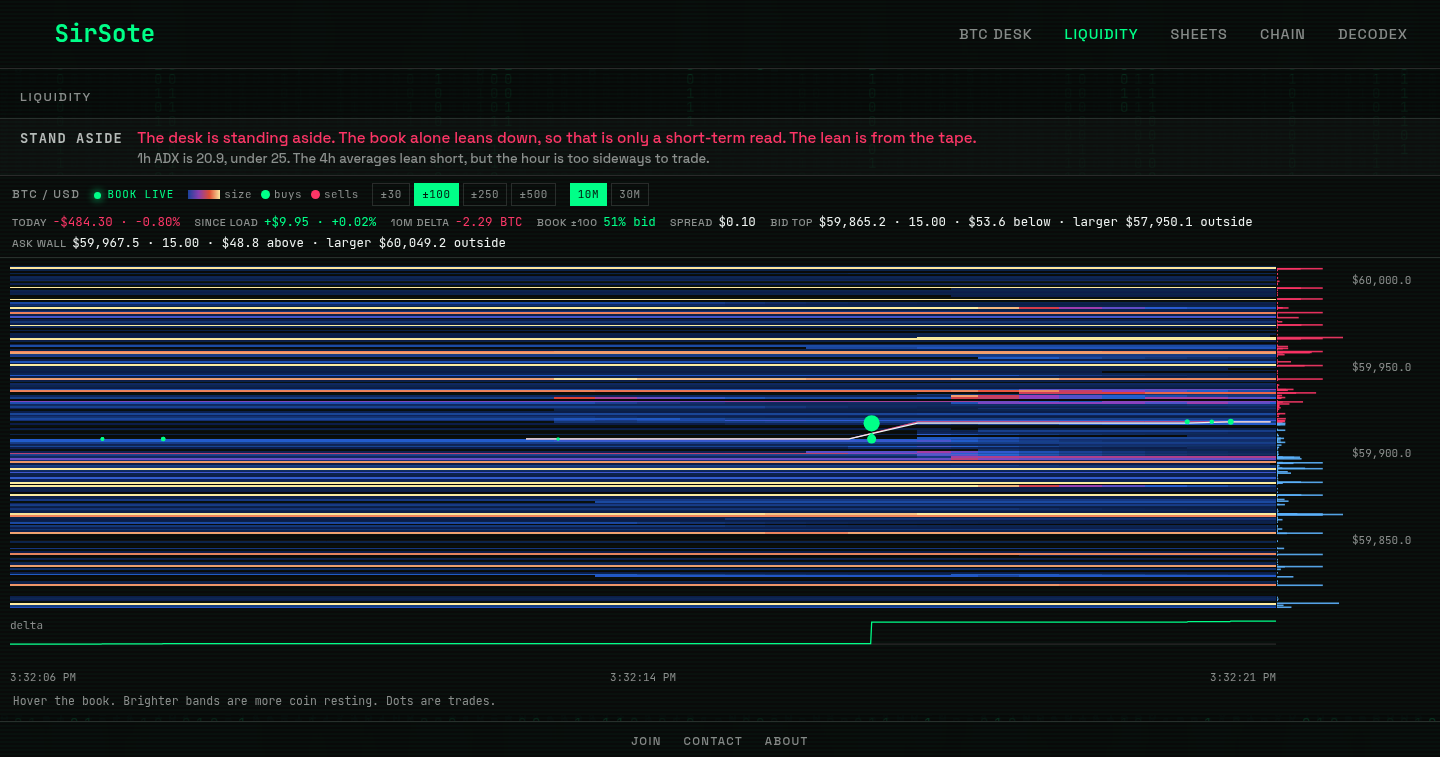 SirSote
BTC DESK LIQUIDITY SHEETS CHAIN DECODEX
LIQUIDITY
STAND ASIDE The desk is standing aside. The book alone leans down, so that is only a short-term read. The lean is from the tape.
1h ADX is 20.9, under 25. The 4h averages lean short, but the hour is too sideways to trade.
BTC / USD BOOK LIVE size buys sells ±30 ±100 ±250 ±500 10M 30M
TODAY -$484.30 · -0.80% SINCE LOAD +$9.95 · +0.02% 10M DELTA -2.29 BTC BOOK ±100 51% bid SPREAD $0.10 BID TOP $59,865.2 · 15.00 · $53.6 below · larger $57,950.1 outside
ASK WALL $59,967.5 · 15.00 · $48.8 above · larger $60,049.2 outside
$60,000.0
$59,950.0
$59,900.0
$59,850.0
delta
3:32:06 PM 3:32:14 PM 3:32:21 PM
Hover the book. Brighter bands are more coin resting. Dots are trades.
JOIN CONTACT ABOUT